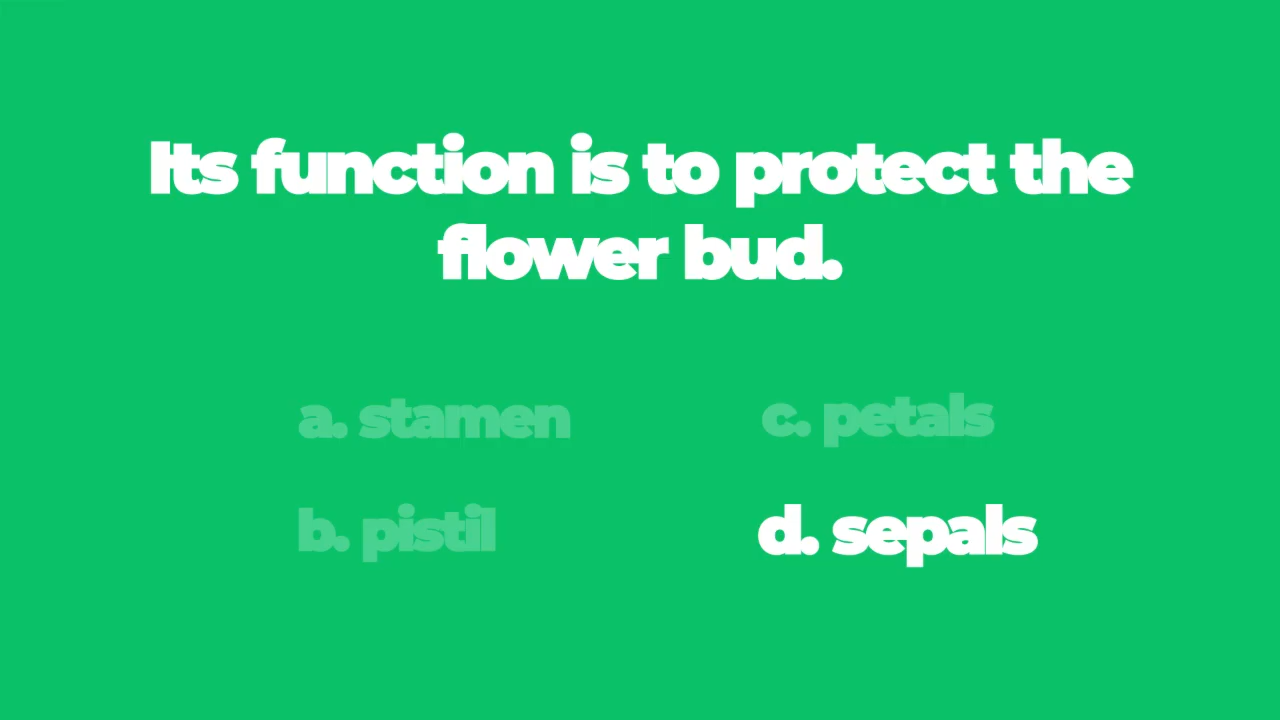 Its function is to protect the
flower bud.
a. stamen
b. pistil
c. petals
d. sepals